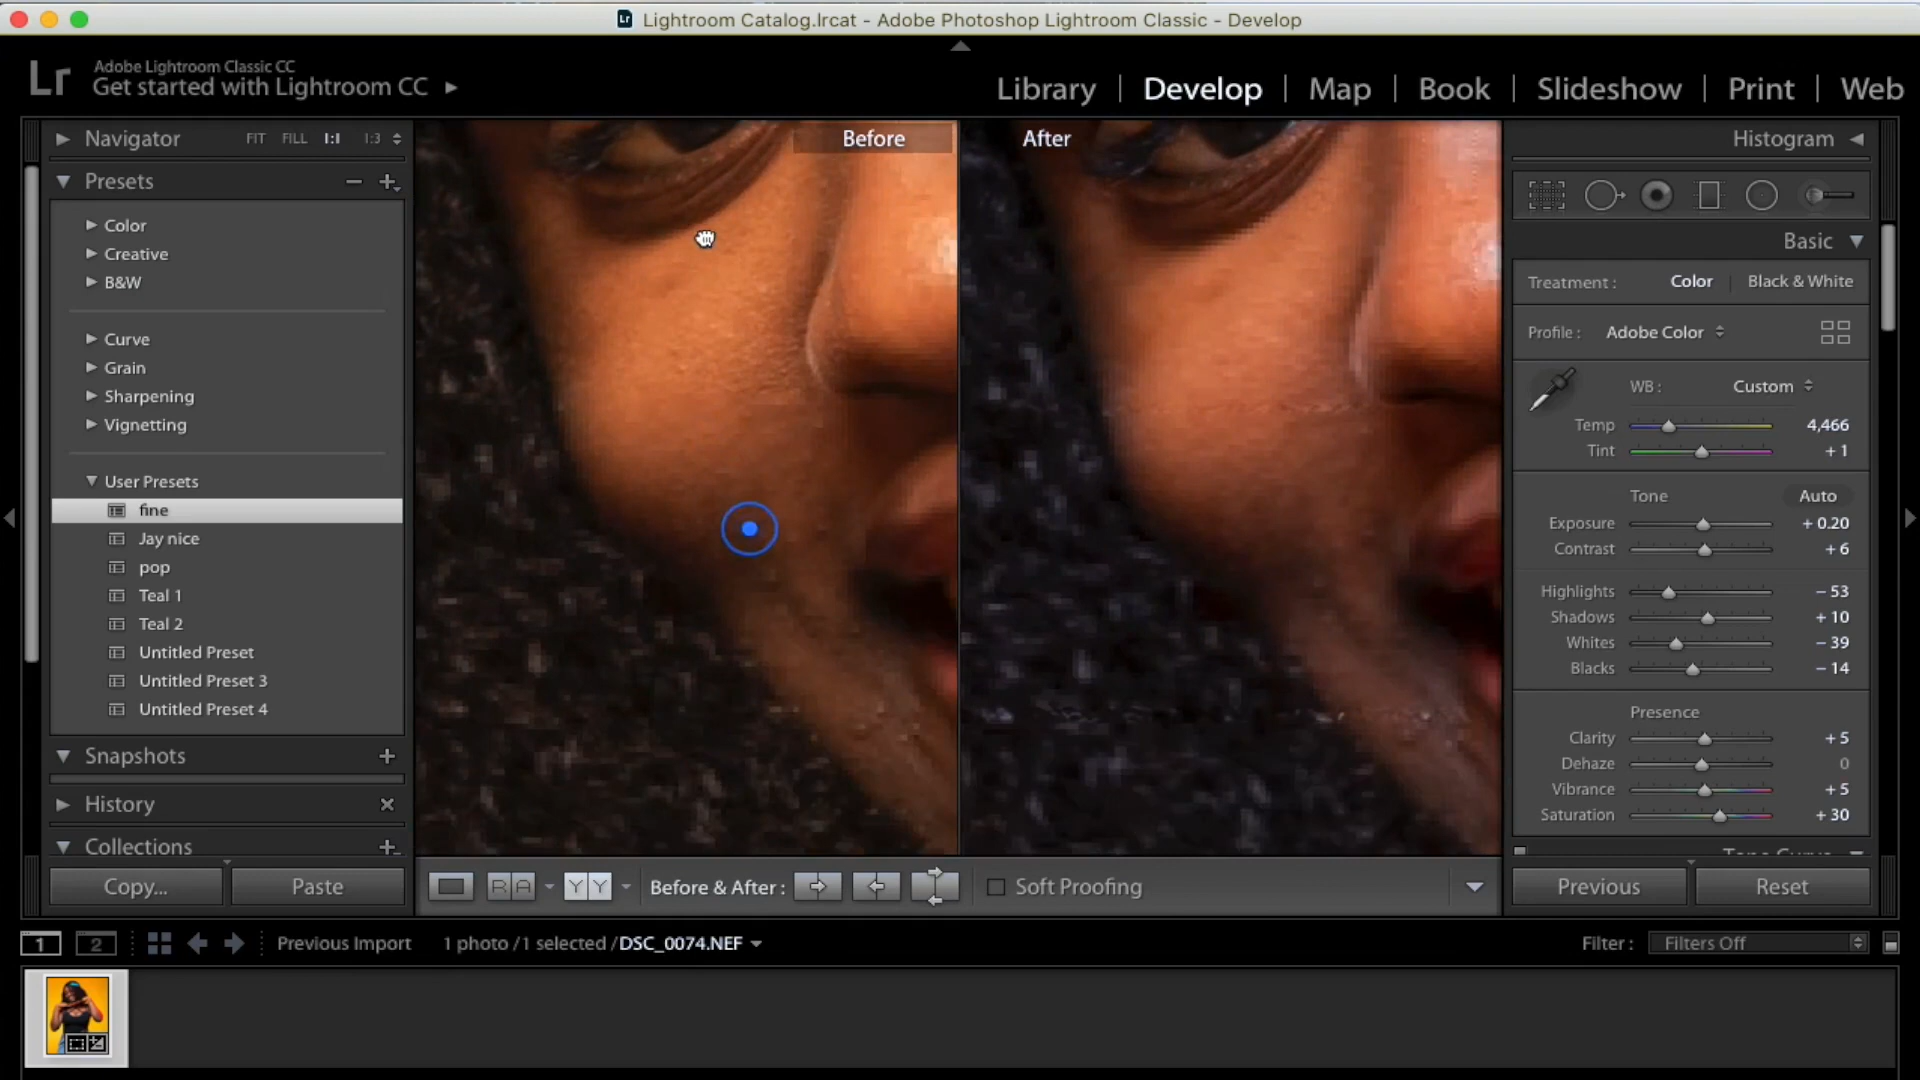 Lightroom Catalog.lrcat - Adobe Photoshop Lightroom Classic - Develop
Lr
Adobe Lightroom Classic CC
Get started with Lightroom CC
Library | Develop | Map | Book | Slideshow | Print | Web
Navigator FIT FILL 1:1 1:3
Presets
Color
Creative
B&W
Curve
Grain
Sharpening
Vignetting
User Presets
fine
Jay nice
pop
Teal 1
Teal 2
Untitled Preset
Untitled Preset 3
Untitled Preset 4
Snapshots
History
Collections
Copy... Paste
Before
After
R A Y Y Before & After : Soft Proofing
Histogram
Basic
Treatment : Color Black & White
Profile : Adobe Color
WB : Custom
Temp 4,466
Tint + 1
Tone Auto
Exposure + 0.20
Contrast + 6
Highlights − 53
Shadows + 10
Whites − 39
Blacks − 14
Presence
Clarity + 5
Dehaze 0
Vibrance + 5
Saturation + 30
Tone Curve
Previous Reset
1 2 Previous Import 1 photo / 1 selected / DSC_0074.NEF Filter : Filters Off